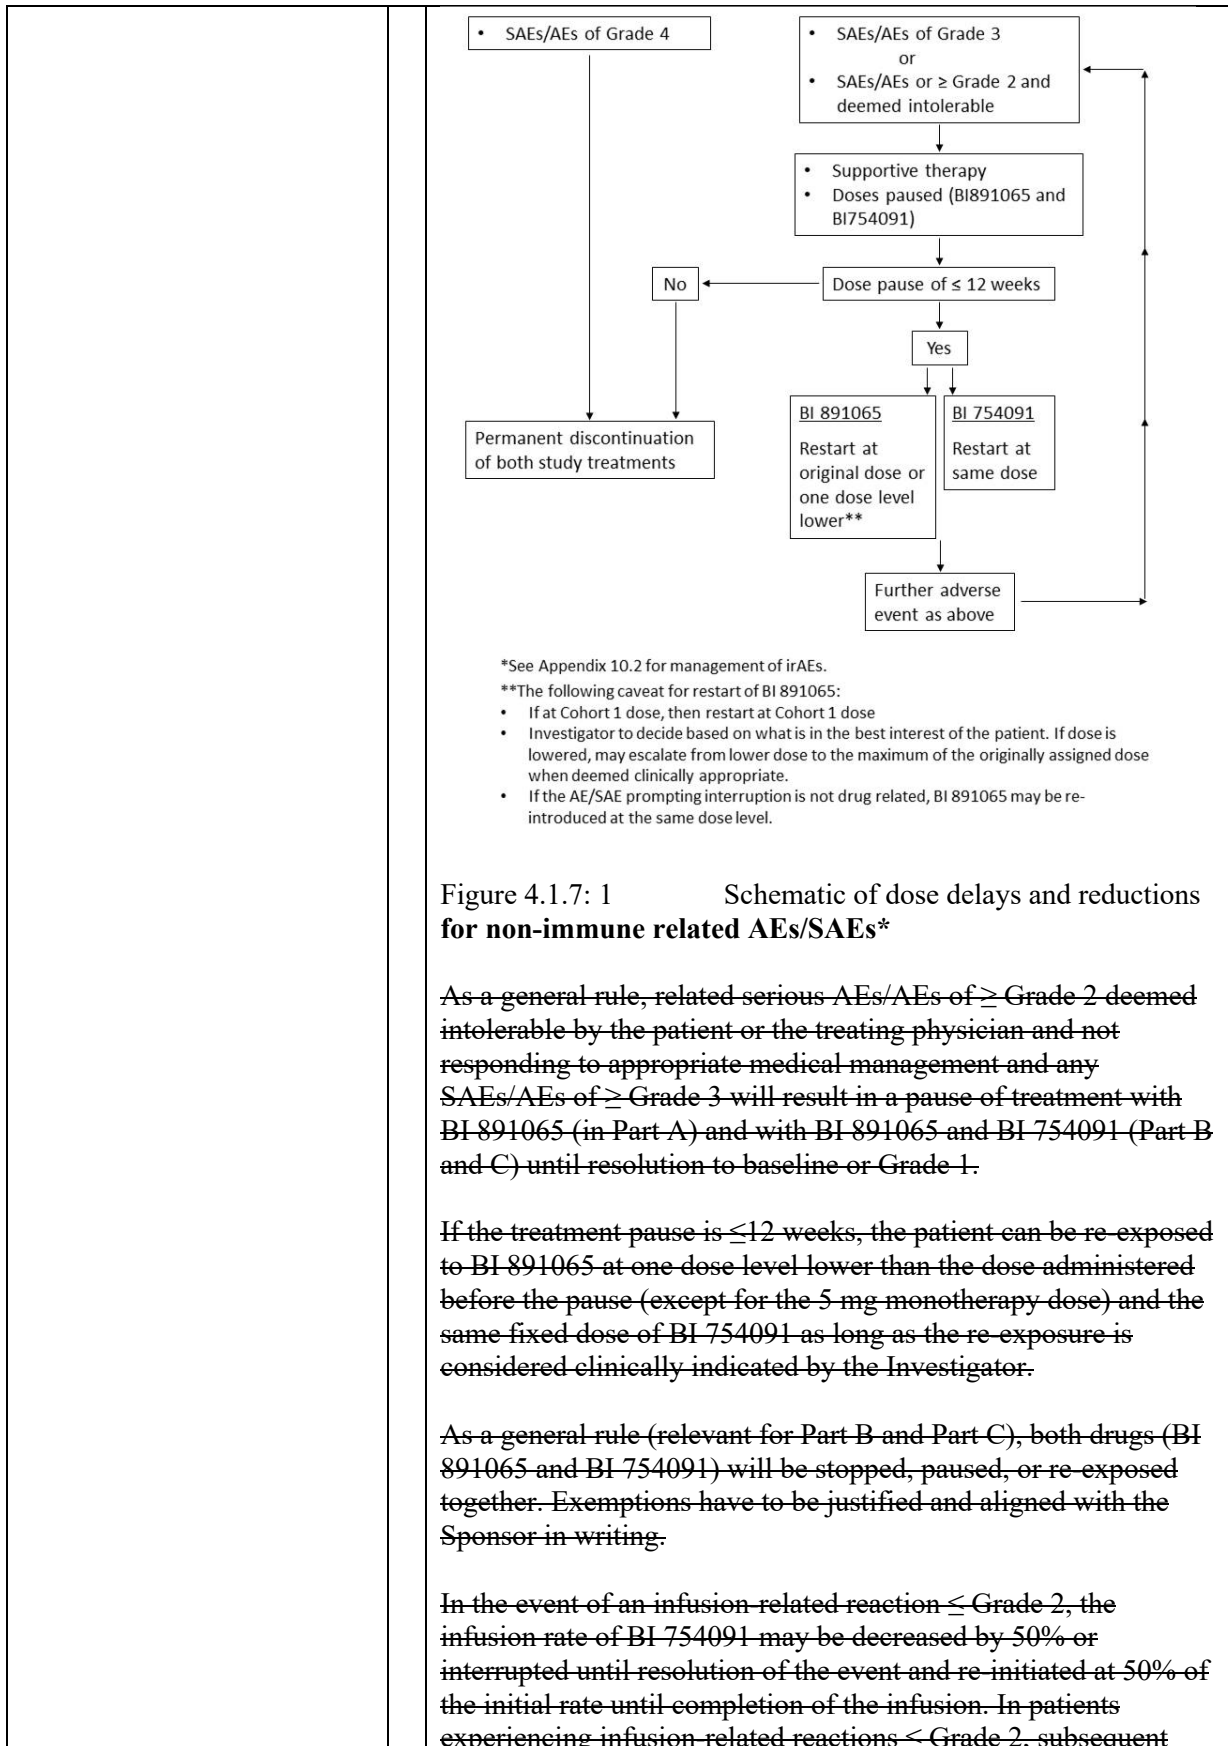 • SAEs/AEs of Grade 4
• SAEs/AEs of Grade 3
or
• SAEs/AEs or ≥ Grade 2 and
deemed intolerable
• Supportive therapy
• Doses paused (BI891065 and
BI754091)
No
Dose pause of ≤ 12 weeks
Yes
BI 891065
Restart at
original dose or
one dose level
lower**
BI 754091
Restart at
same dose
Permanent discontinuation
of both study treatments
Further adverse
event as above
*See Appendix 10.2 for management of irAEs.
**The following caveat for restart of BI 891065:
• If at Cohort 1 dose, then restart at Cohort 1 dose
• Investigator to decide based on what is in the best interest of the patient. If dose is
lowered, may escalate from lower dose to the maximum of the originally assigned dose
when deemed clinically appropriate.
• If the AE/SAE prompting interruption is not drug related, BI 891065 may be re-
introduced at the same dose level.
Figure 4.1.7: 1 Schematic of dose delays and reductions
for non-immune related AEs/SAEs*
As a general rule, related serious AEs/AEs of ≥ Grade 2 deemed
intolerable by the patient or the treating physician and not
responding to appropriate medical management and any
SAEs/AEs of ≥ Grade 3 will result in a pause of treatment with
BI 891065 (in Part A) and with BI 891065 and BI 754091 (Part B
and C) until resolution to baseline or Grade 1.
If the treatment pause is ≤12 weeks, the patient can be re-exposed
to BI 891065 at one dose level lower than the dose administered
before the pause (except for the 5 mg monotherapy dose) and the
same fixed dose of BI 754091 as long as the re-exposure is
considered clinically indicated by the Investigator.
As a general rule (relevant for Part B and Part C), both drugs (BI
891065 and BI 754091) will be stopped, paused, or re-exposed
together. Exemptions have to be justified and aligned with the
Sponsor in writing.
In the event of an infusion-related reaction ≤ Grade 2, the
infusion rate of BI 754091 may be decreased by 50% or
interrupted until resolution of the event and re-initiated at 50% of
the initial rate until completion of the infusion. In patients
experiencing infusion-related reactions ≤ Grade 2, subsequent